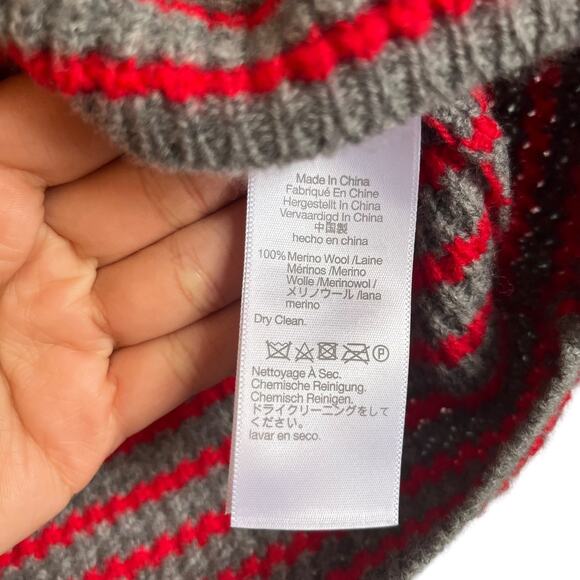 Made In China
Fabriqué En Chine
Hergestellt In China
Vervaardigd In China
中国製
hecho en china
100% Merino Wool /Laine
Mérinos /Merino
Wolle /Merinowol /
メリノウール /lana
merino
Dry Clean.
P
Nettoyage À Sec.
Chemische Reinigung.
Chemisch Reinigen.
ドライクリーニングをして
ください。
lavar en seco.